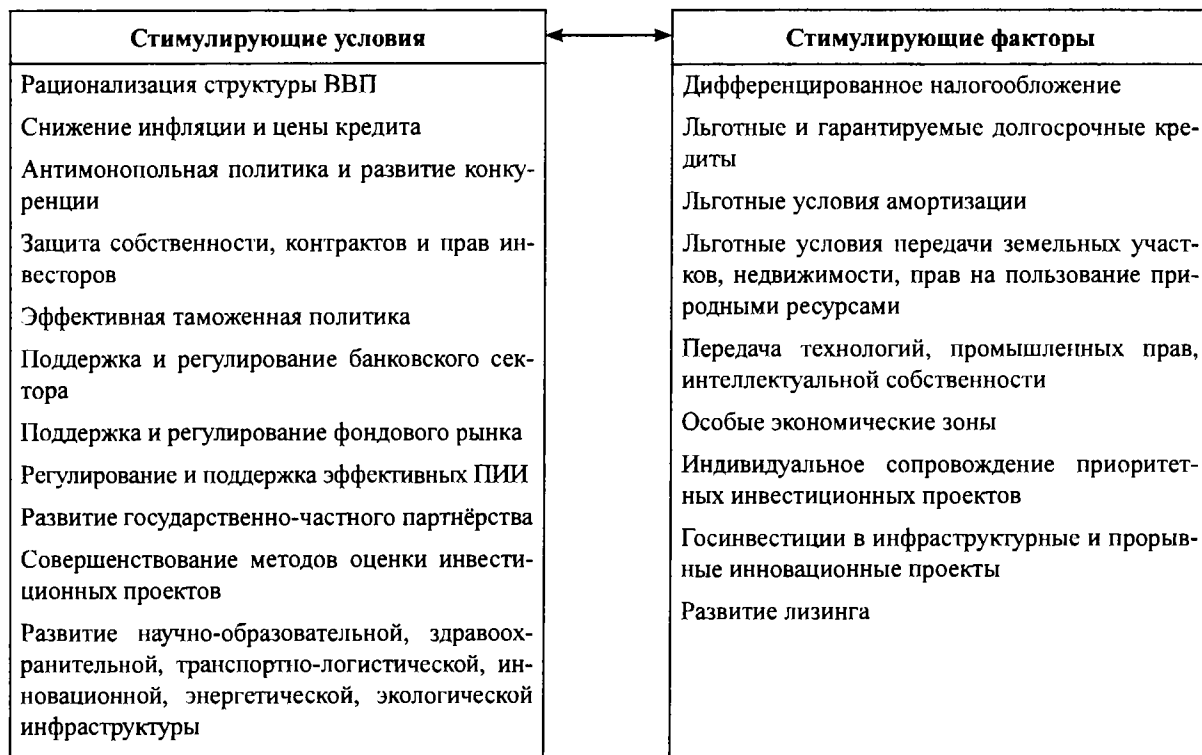 Стимулирующие условия
Рационализация структуры ВВП
Снижение инфляции и цены кредита
Антимонопольная политика и развитие конку-
ренции
Защита собственности, контрактов и прав ин-
весторов
Эффективная таможенная политика
Поддержка и регулирование банковского сек-
тора
Поддержка и регулирование фондового рынка
Регулирование и поддержка эффективных ПИИ
Развитие государственно-частного партнёрства
Совершенствование методов оценки инвести-
ционных проектов
Развитие научно-образовательной, здравоох-
ранительной, транспортно-логистической, ин-
новационной, энергетической, экологической
инфраструктуры
Стимулирующие факторы
Дифференцированное налогообложение
Льготные и гарантируемые долгосрочные кре-
диты
Льготные условия амортизации
Льготные условия передачи земельных участ-
ков, недвижимости, прав на пользование при-
родными ресурсами
Передача технологий, промышленных прав,
интеллектуальной собственности
Особые экономические зоны
Индивидуальное сопровождение приоритет-
ных инвестиционных проектов
Госинвестиции в инфраструктурные и прорыв-
ные инновационные проекты
Развитие лизинга